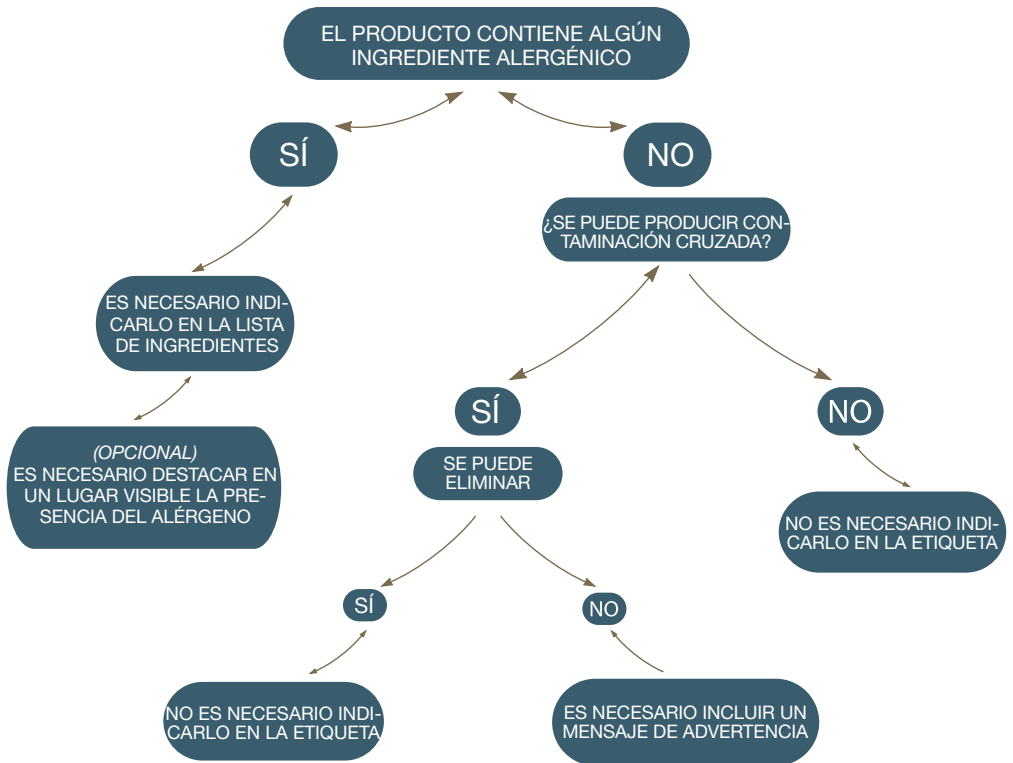 EL PRODUCTO CONTIENE ALGÚN
INGREDIENTE ALERGÉNICO
SÍ
NO
¿SE PUEDE PRODUCIR CON-
TAMINACIÓN CRUZADA?
ES NECESARIO INDI-
CARLO EN LA LISTA
DE INGREDIENTES
SÍ
NO
(OPCIONAL)
ES NECESARIO DESTACAR EN
UN LUGAR VISIBLE LA PRE-
SENCIA DEL ALÉRGENO
SE PUEDE
ELIMINAR
NO ES NECESARIO INDI-
CARLO EN LA ETIQUETA
SÍ
NO
NO ES NECESARIO INDI-
CARLO EN LA ETIQUETA
ES NECESARIO INCLUIR UN
MENSAJE DE ADVERTENCIA